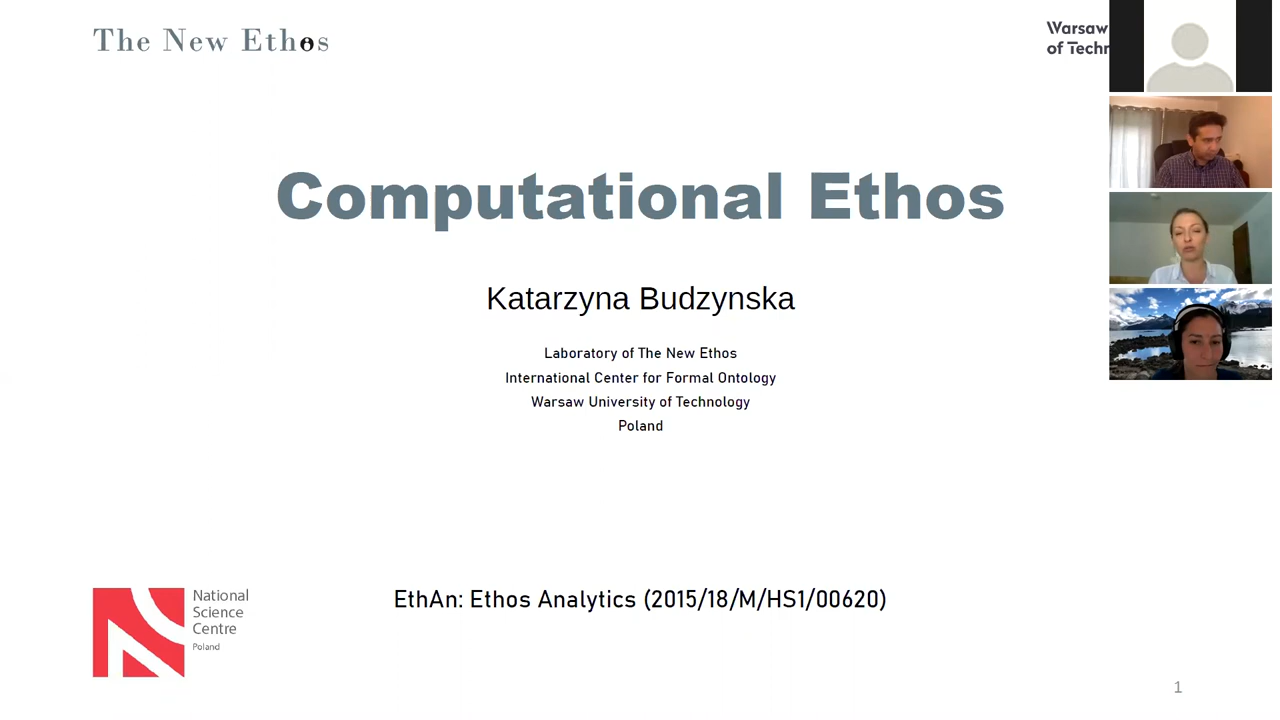 The New Ethos
Warsaw
of Techn
Computational Ethos
Katarzyna Budzynska
Laboratory of The New Ethos
International Center for Formal Ontology
Warsaw University of Technology
Poland
National
Science
Centre
Poland
EthAn: Ethos Analytics (2015/18/M/HS1/00620)
1